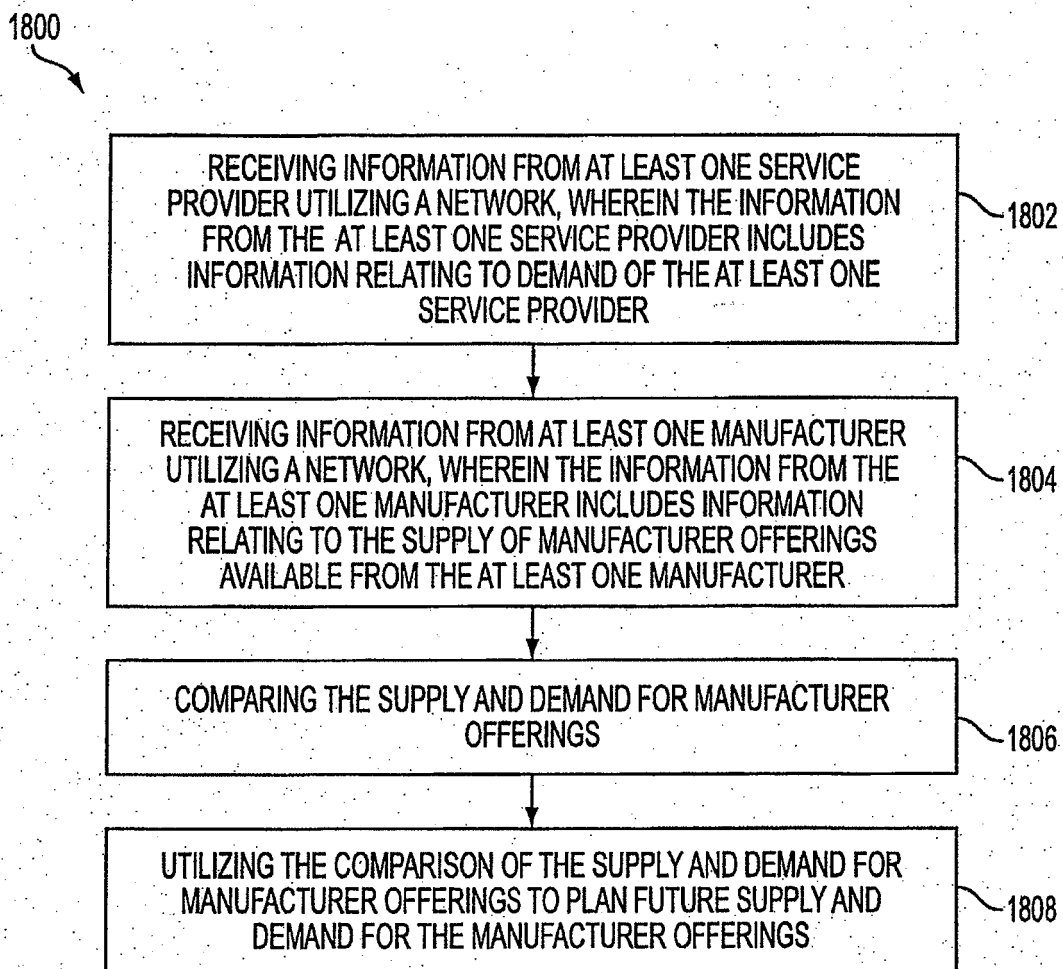 1800
RECEIVING INFORMATION FROM AT LEAST ONE SERVICE
PROVIDER UTILIZING A NETWORK, WHEREIN THE INFORMATION
FROM THE AT LEAST ONE SERVICE PROVIDER INCLUDES
INFORMATION RELATING TO DEMAND OF THE AT LEAST ONE
SERVICE PROVIDER
1802
RECEIVING INFORMATION FROM AT LEAST ONE MANUFACTURER
UTILIZING A NETWORK, WHEREIN THE INFORMATION FROM THE
AT LEAST ONE MANUFACTURER INCLUDES INFORMATION
RELATING TO THE SUPPLY OF MANUFACTURER OFFERINGS
AVAILABLE FROM THE AT LEAST ONE MANUFACTURER
1804
COMPARING THE SUPPLY AND DEMAND FOR MANUFACTURER
OFFERINGS
1806
UTILIZING THE COMPARISON OF THE SUPPLY AND DEMAND FOR
MANUFACTURER OFFERINGS TO PLAN FUTURE SUPPLY AND
DEMAND FOR THE MANUFACTURER OFFERINGS
1808